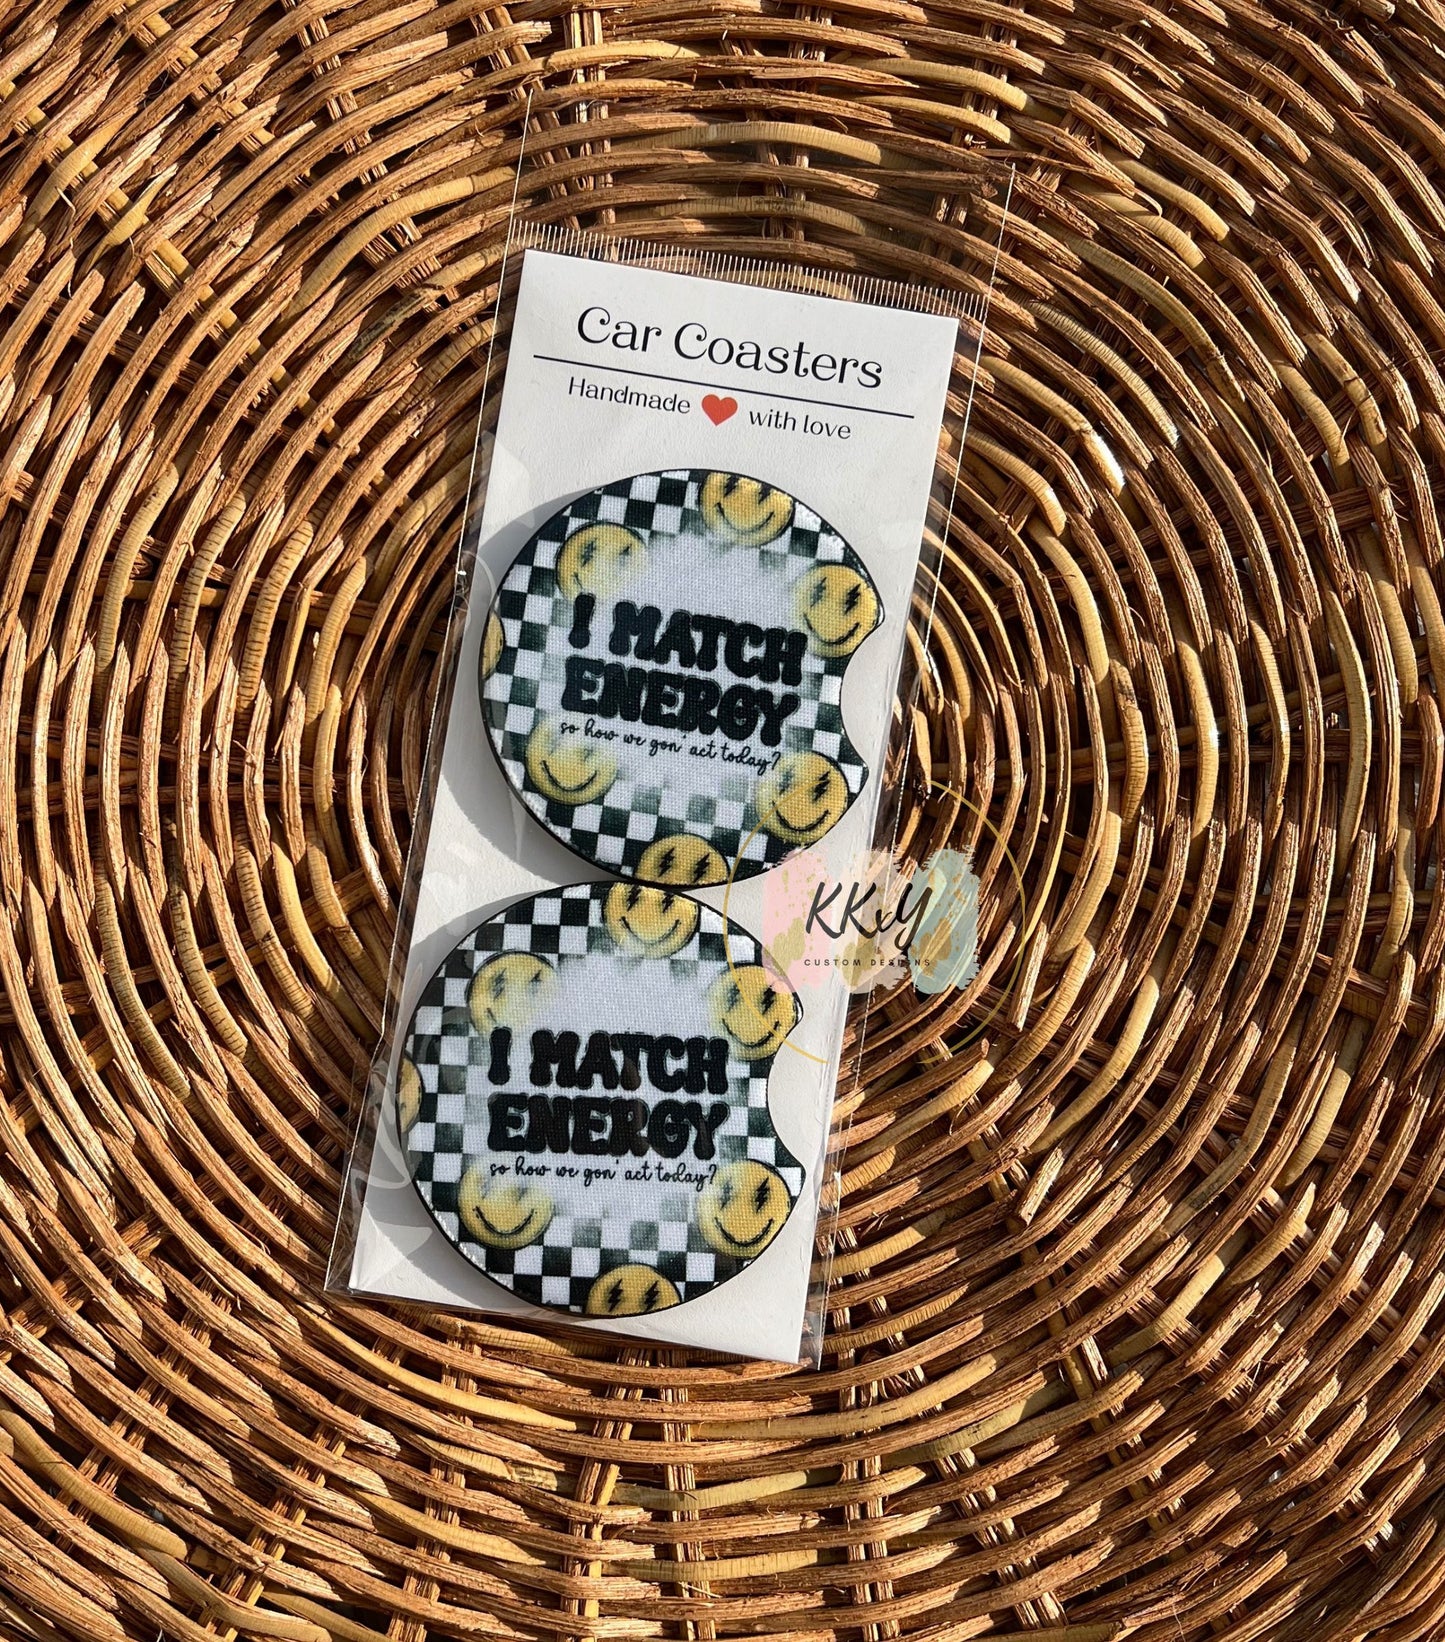 Car Coasters
Handmade ❤ with love
I MATCH
ENERGY
so how we gon' act today?
KKxY
CUSTOM DESIGNS
I MATCH
ENERGY
so how we gon' act today?